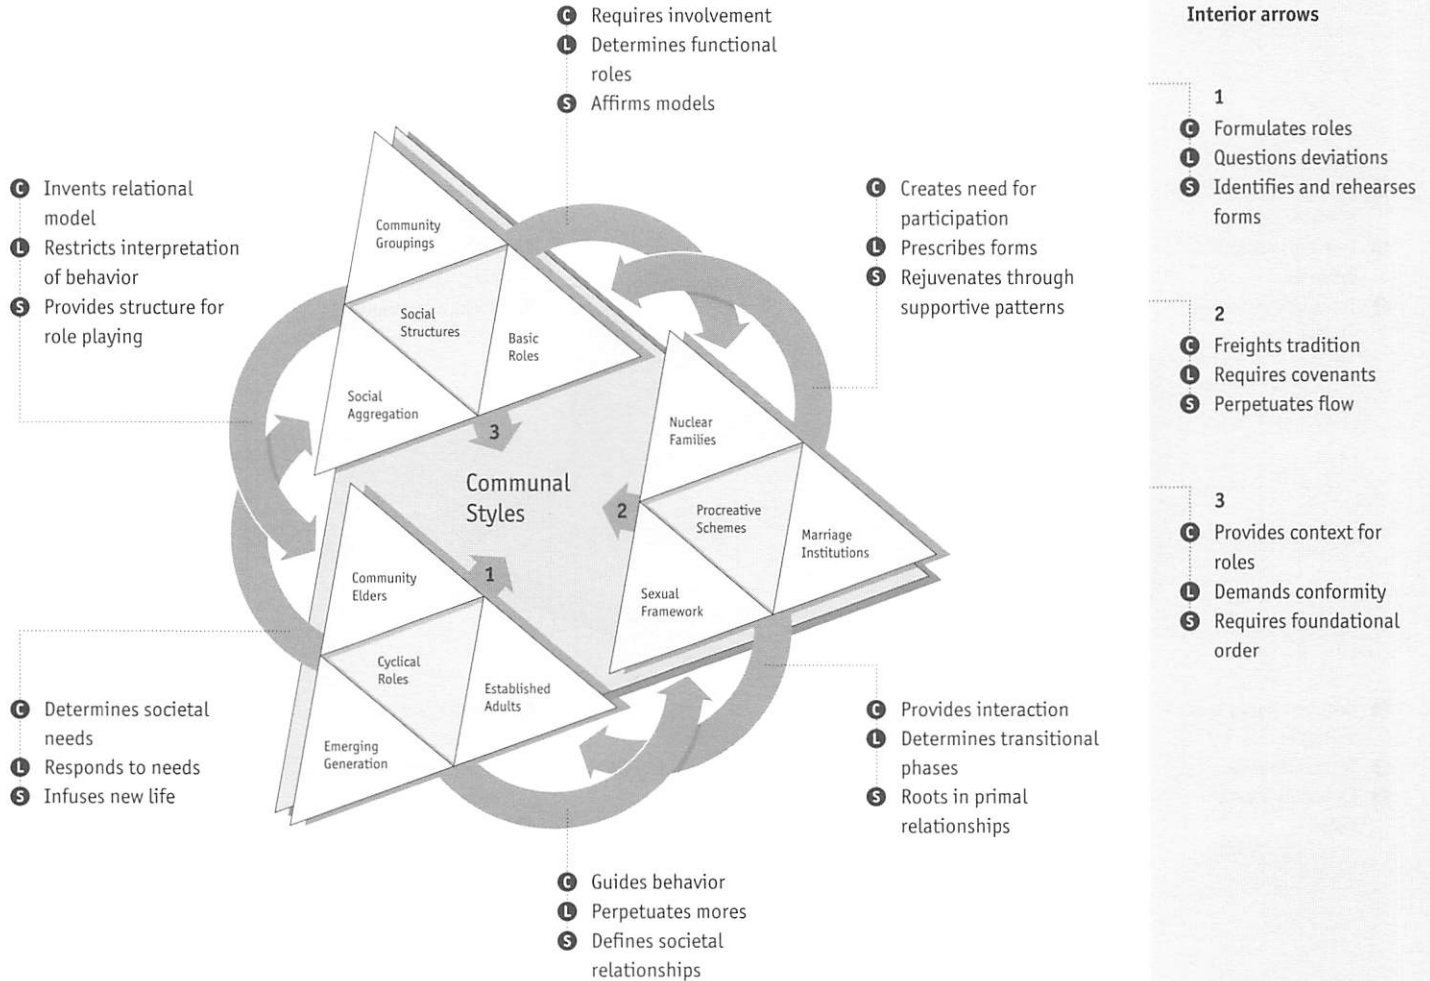 C Requires involvement
L Determines functional
roles
S Affirms models
C Invents relational
model
L Restricts interpretation
of behavior
S Provides structure for
role playing
C Creates need for
participation
L Prescribes forms
S Rejuvenates through
supportive patterns
Community
Groupings
Social
Structures
Basic
Roles
Social
Aggregation
3
Communal
Styles
Nuclear
Families
2
Procreative
Schemes
Marriage
Institutions
Sexual
Framework
1
Community
Elders
Cyclical
Roles
Established
Adults
Emerging
Generation
C Determines societal
needs
L Responds to needs
S Infuses new life
C Provides interaction
L Determines transitional
phases
S Roots in primal
relationships
C Guides behavior
L Perpetuates mores
S Defines societal
relationships
Interior arrows
1
C Formulates roles
L Questions deviations
S Identifies and rehearses
forms
2
C Freights tradition
L Requires covenants
S Perpetuates flow
3
C Provides context for
roles
L Demands conformity
S Requires foundational
order